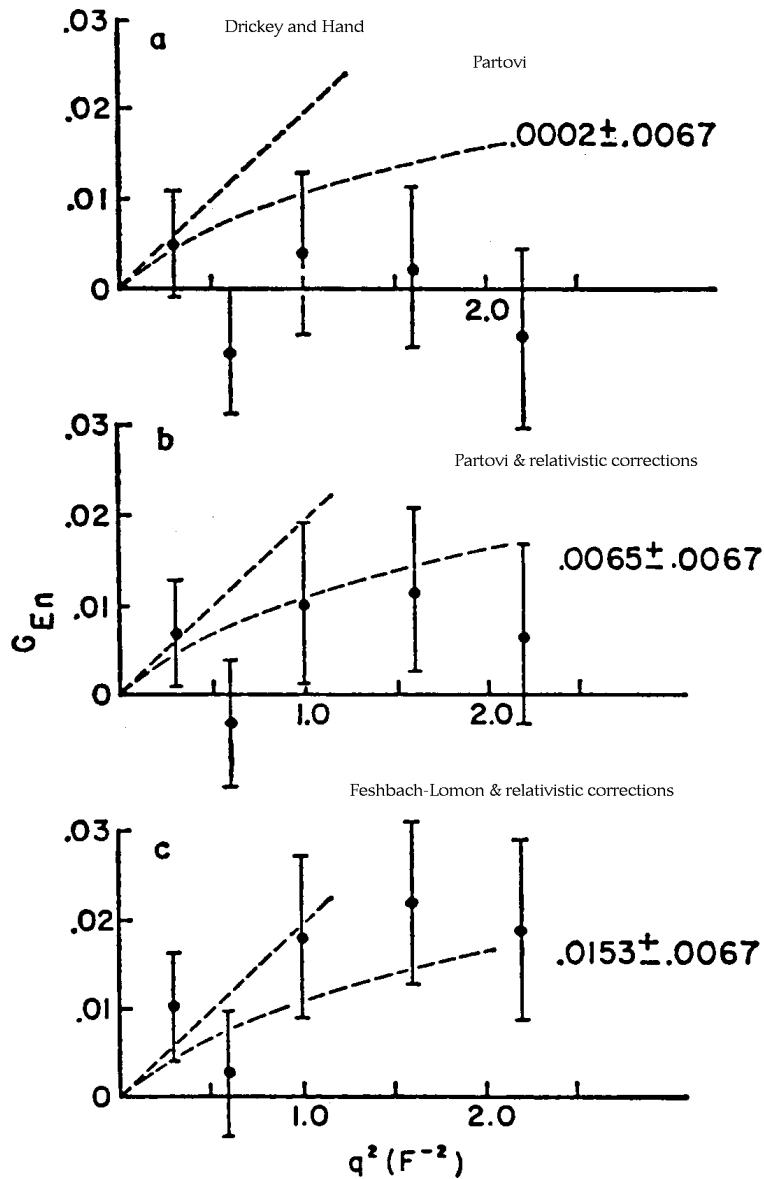 .03
a
Drickey and Hand
Partovi
.02
.0002±.0067
.01
0
2.0
.03
b
Partovi & relativistic corrections
.02
.0065±.0067
.01
G En
0
1.0
2.0
Feshbach-Lomon & relativistic corrections
.03
c
.02
.0153±.0067
.01
0
1.0
2.0
q² (F⁻²)